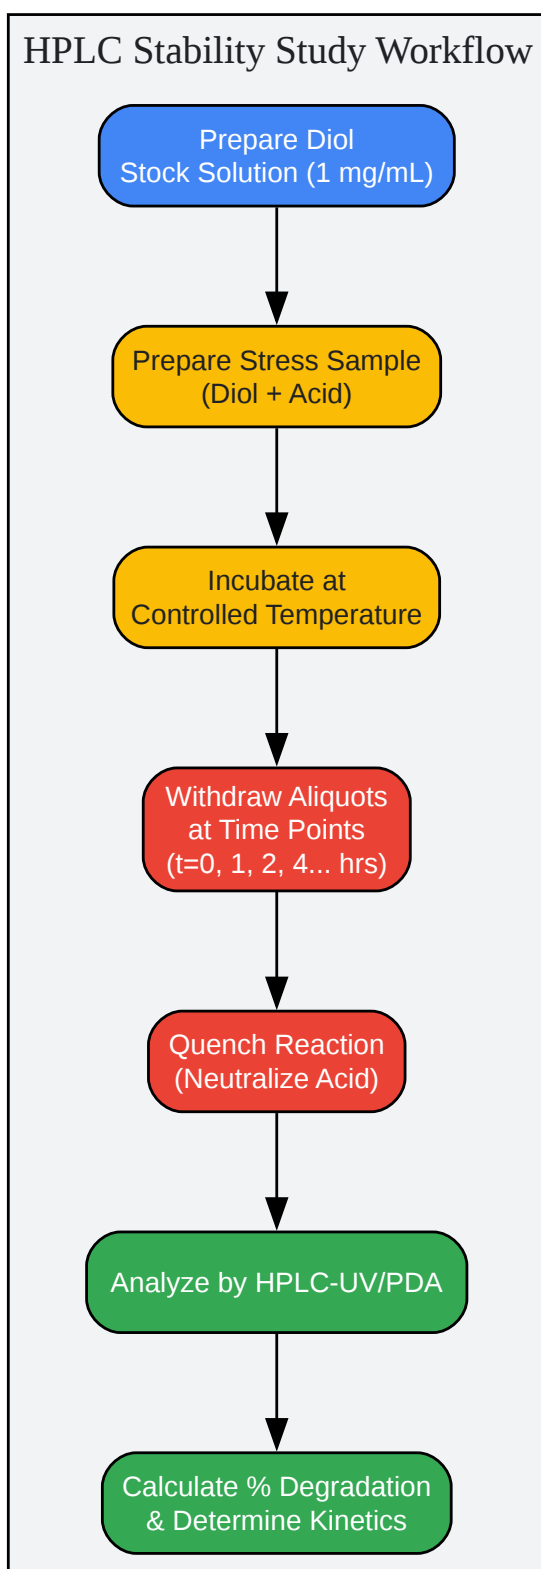 HPLC Stability Study Workflow
Prepare Diol
Stock Solution (1 mg/mL)
Prepare Stress Sample
(Diol + Acid)
Incubate at
Controlled Temperature
Withdraw Aliquots
at Time Points
(t=0, 1, 2, 4... hrs)
Quench Reaction
(Neutralize Acid)
Analyze by HPLC-UV/PDA
Calculate % Degradation
& Determine Kinetics